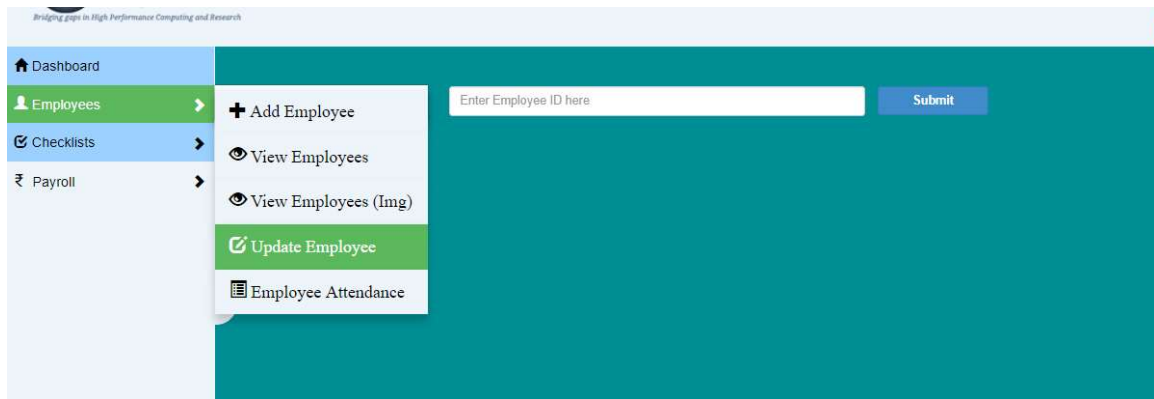 Bridging gaps in High Performance Computing and Research
Dashboard
Employees
Checklists
₹ Payroll
Add Employee
View Employees
View Employees (Img)
Update Employee
Employee Attendance
Enter Employee ID here
Submit